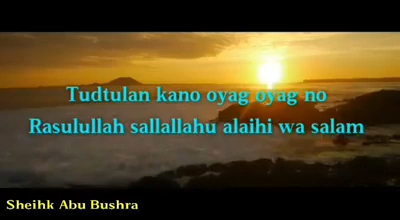 Tudtulan kano oyag oyag no
Rasulullah sallallahu alaihi wa salam
Sheihk Abu Bushra